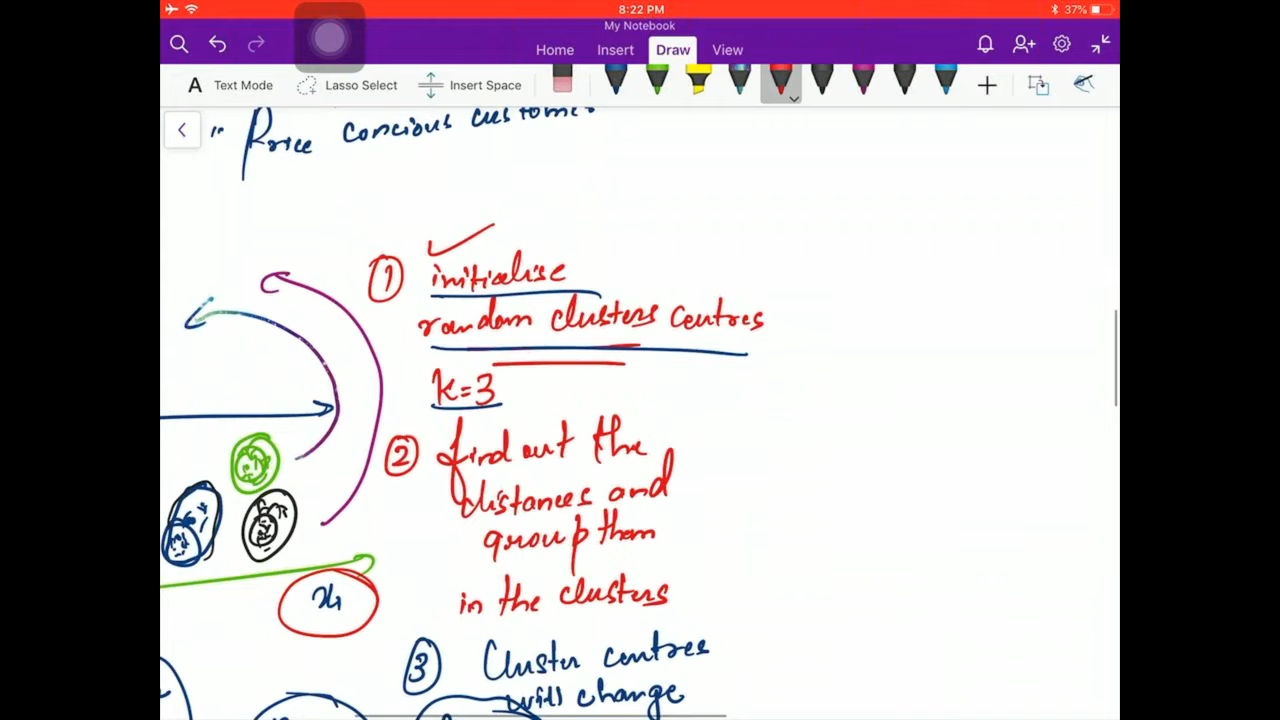 8:22 PM
37%
My Notebook
Home Insert Draw View
Text Mode Lasso Select Insert Space
" Price concious customer
① initialise
random clusters centres
K=3
② find out the
distances and
group them
in the clusters
x₁
③ Cluster centres
will change